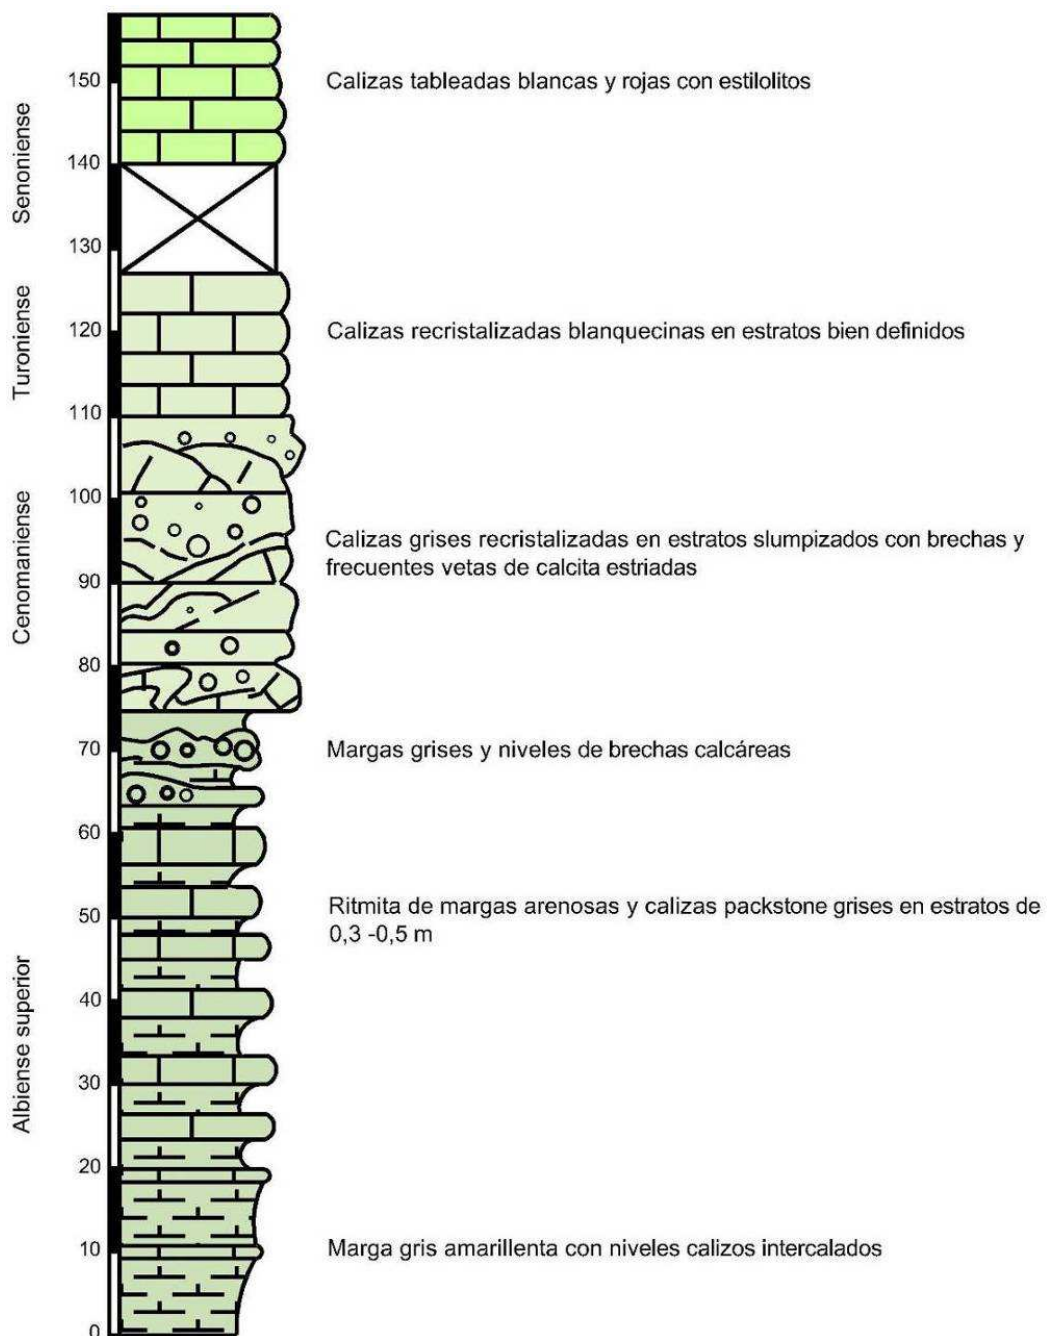 150
Calizas tableadas blancas y rojas con estilolitos
Senoniense
140
130
Turoniense
120
Calizas recristalizadas blanquecinas en estratos bien definidos
110
100
Cenomaniense
Calizas grises recristalizadas en estratos slumpizados con brechas y
frecuentes vetas de calcita estriadas
90
80
70
Margas grises y niveles de brechas calcáreas
60
50
Ritmita de margas arenosas y calizas packstone grises en estratos de
0,3 -0,5 m
40
Albiense superior
30
20
10
Marga gris amarillenta con niveles calizos intercalados
0